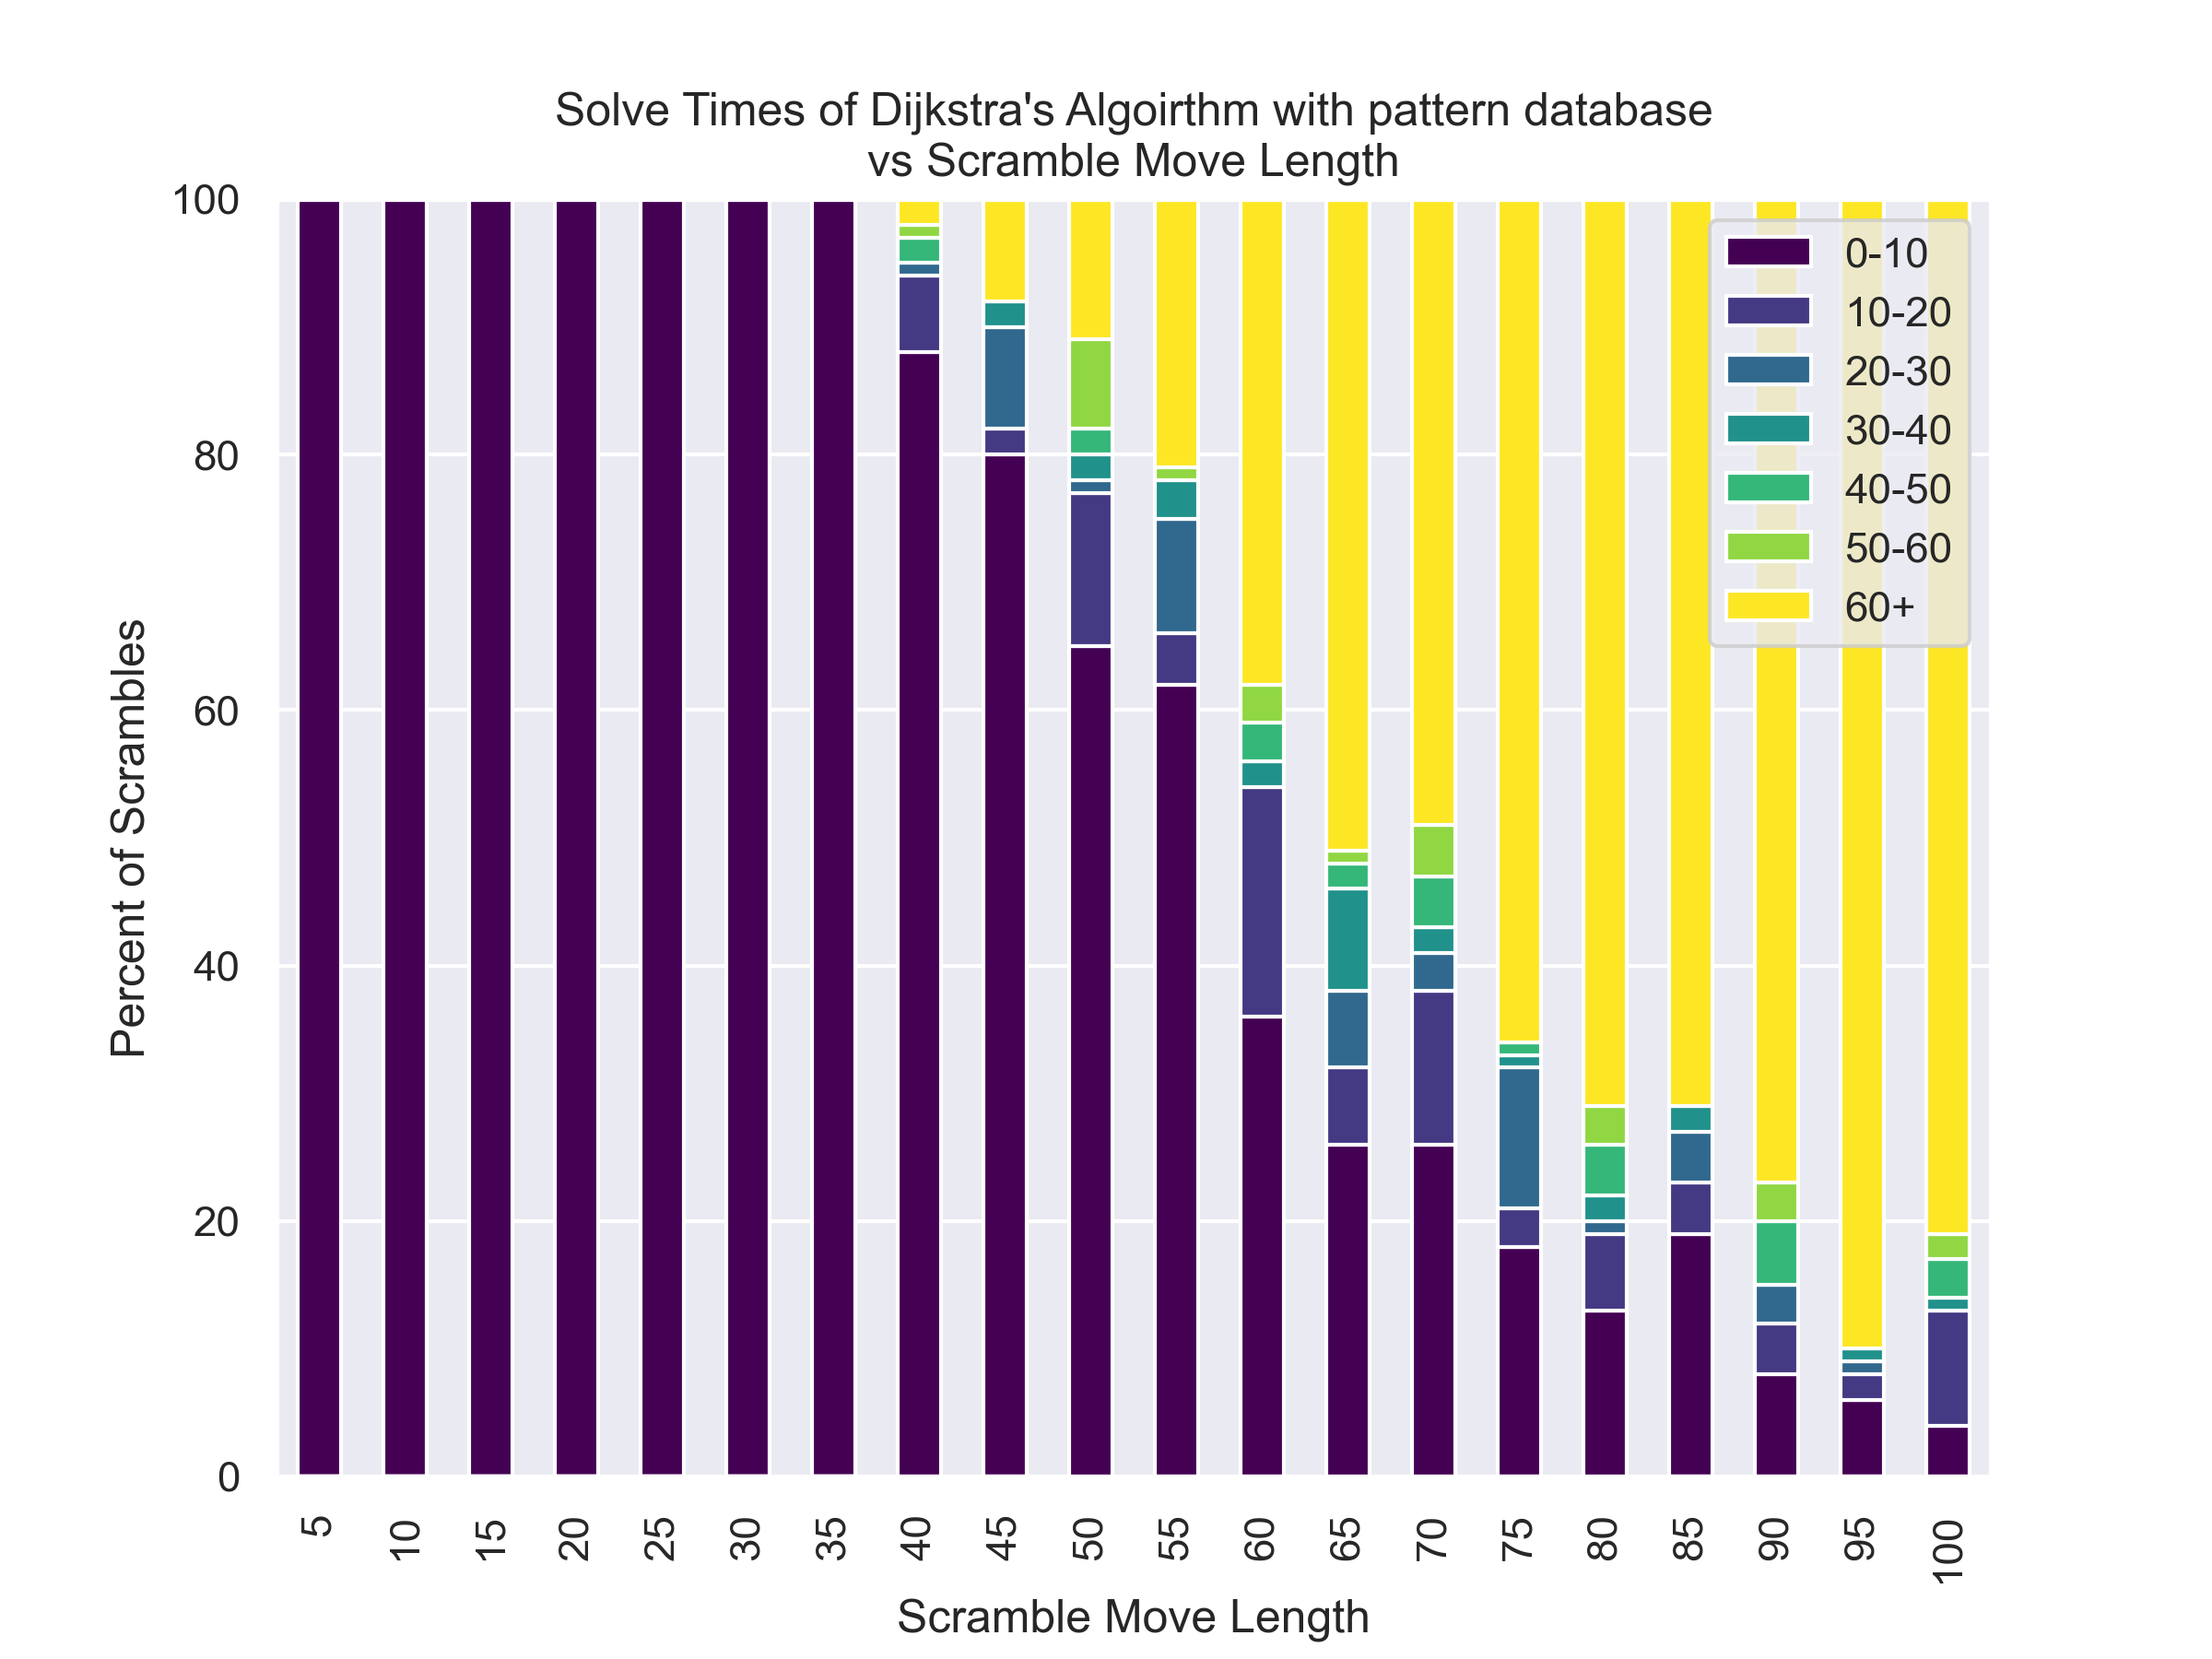 Solve Times of Dijkstra's Algoirthm with pattern database
vs Scramble Move Length
100
80
60
40
20
0
Percent of Scrambles
0-10
10-20
20-30
30-40
40-50
50-60
60+
5 10 15 20 25 30 35 40 45 50 55 60 65 70 75 80 85 90 95 100
Scramble Move Length